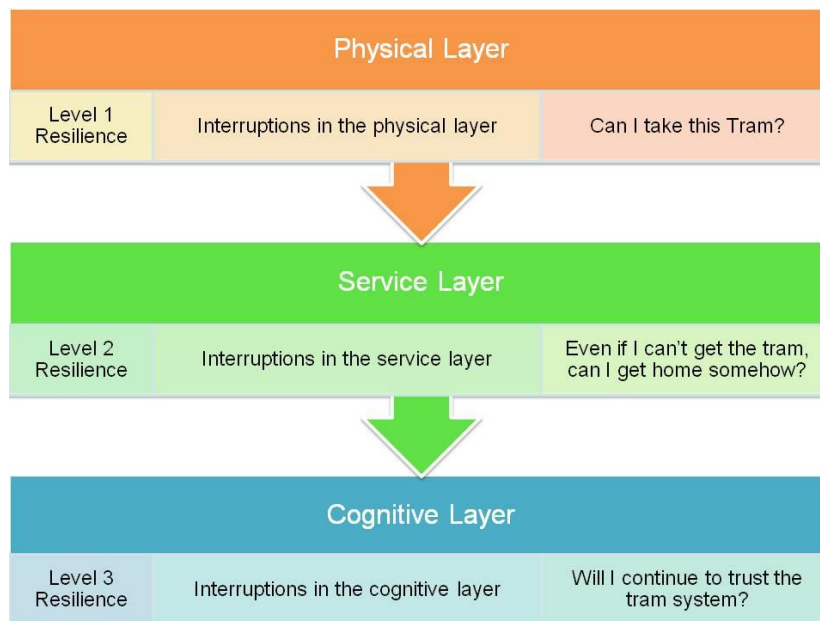 Physical Layer
Level 1
Resilience
Interruptions in the physical layer
Can I take this Tram?
Service Layer
Level 2
Resilience
Interruptions in the service layer
Even if I can't get the tram,
can I get home somehow?
Cognitive Layer
Level 3
Resilience
Interruptions in the cognitive layer
Will I continue to trust the
tram system?